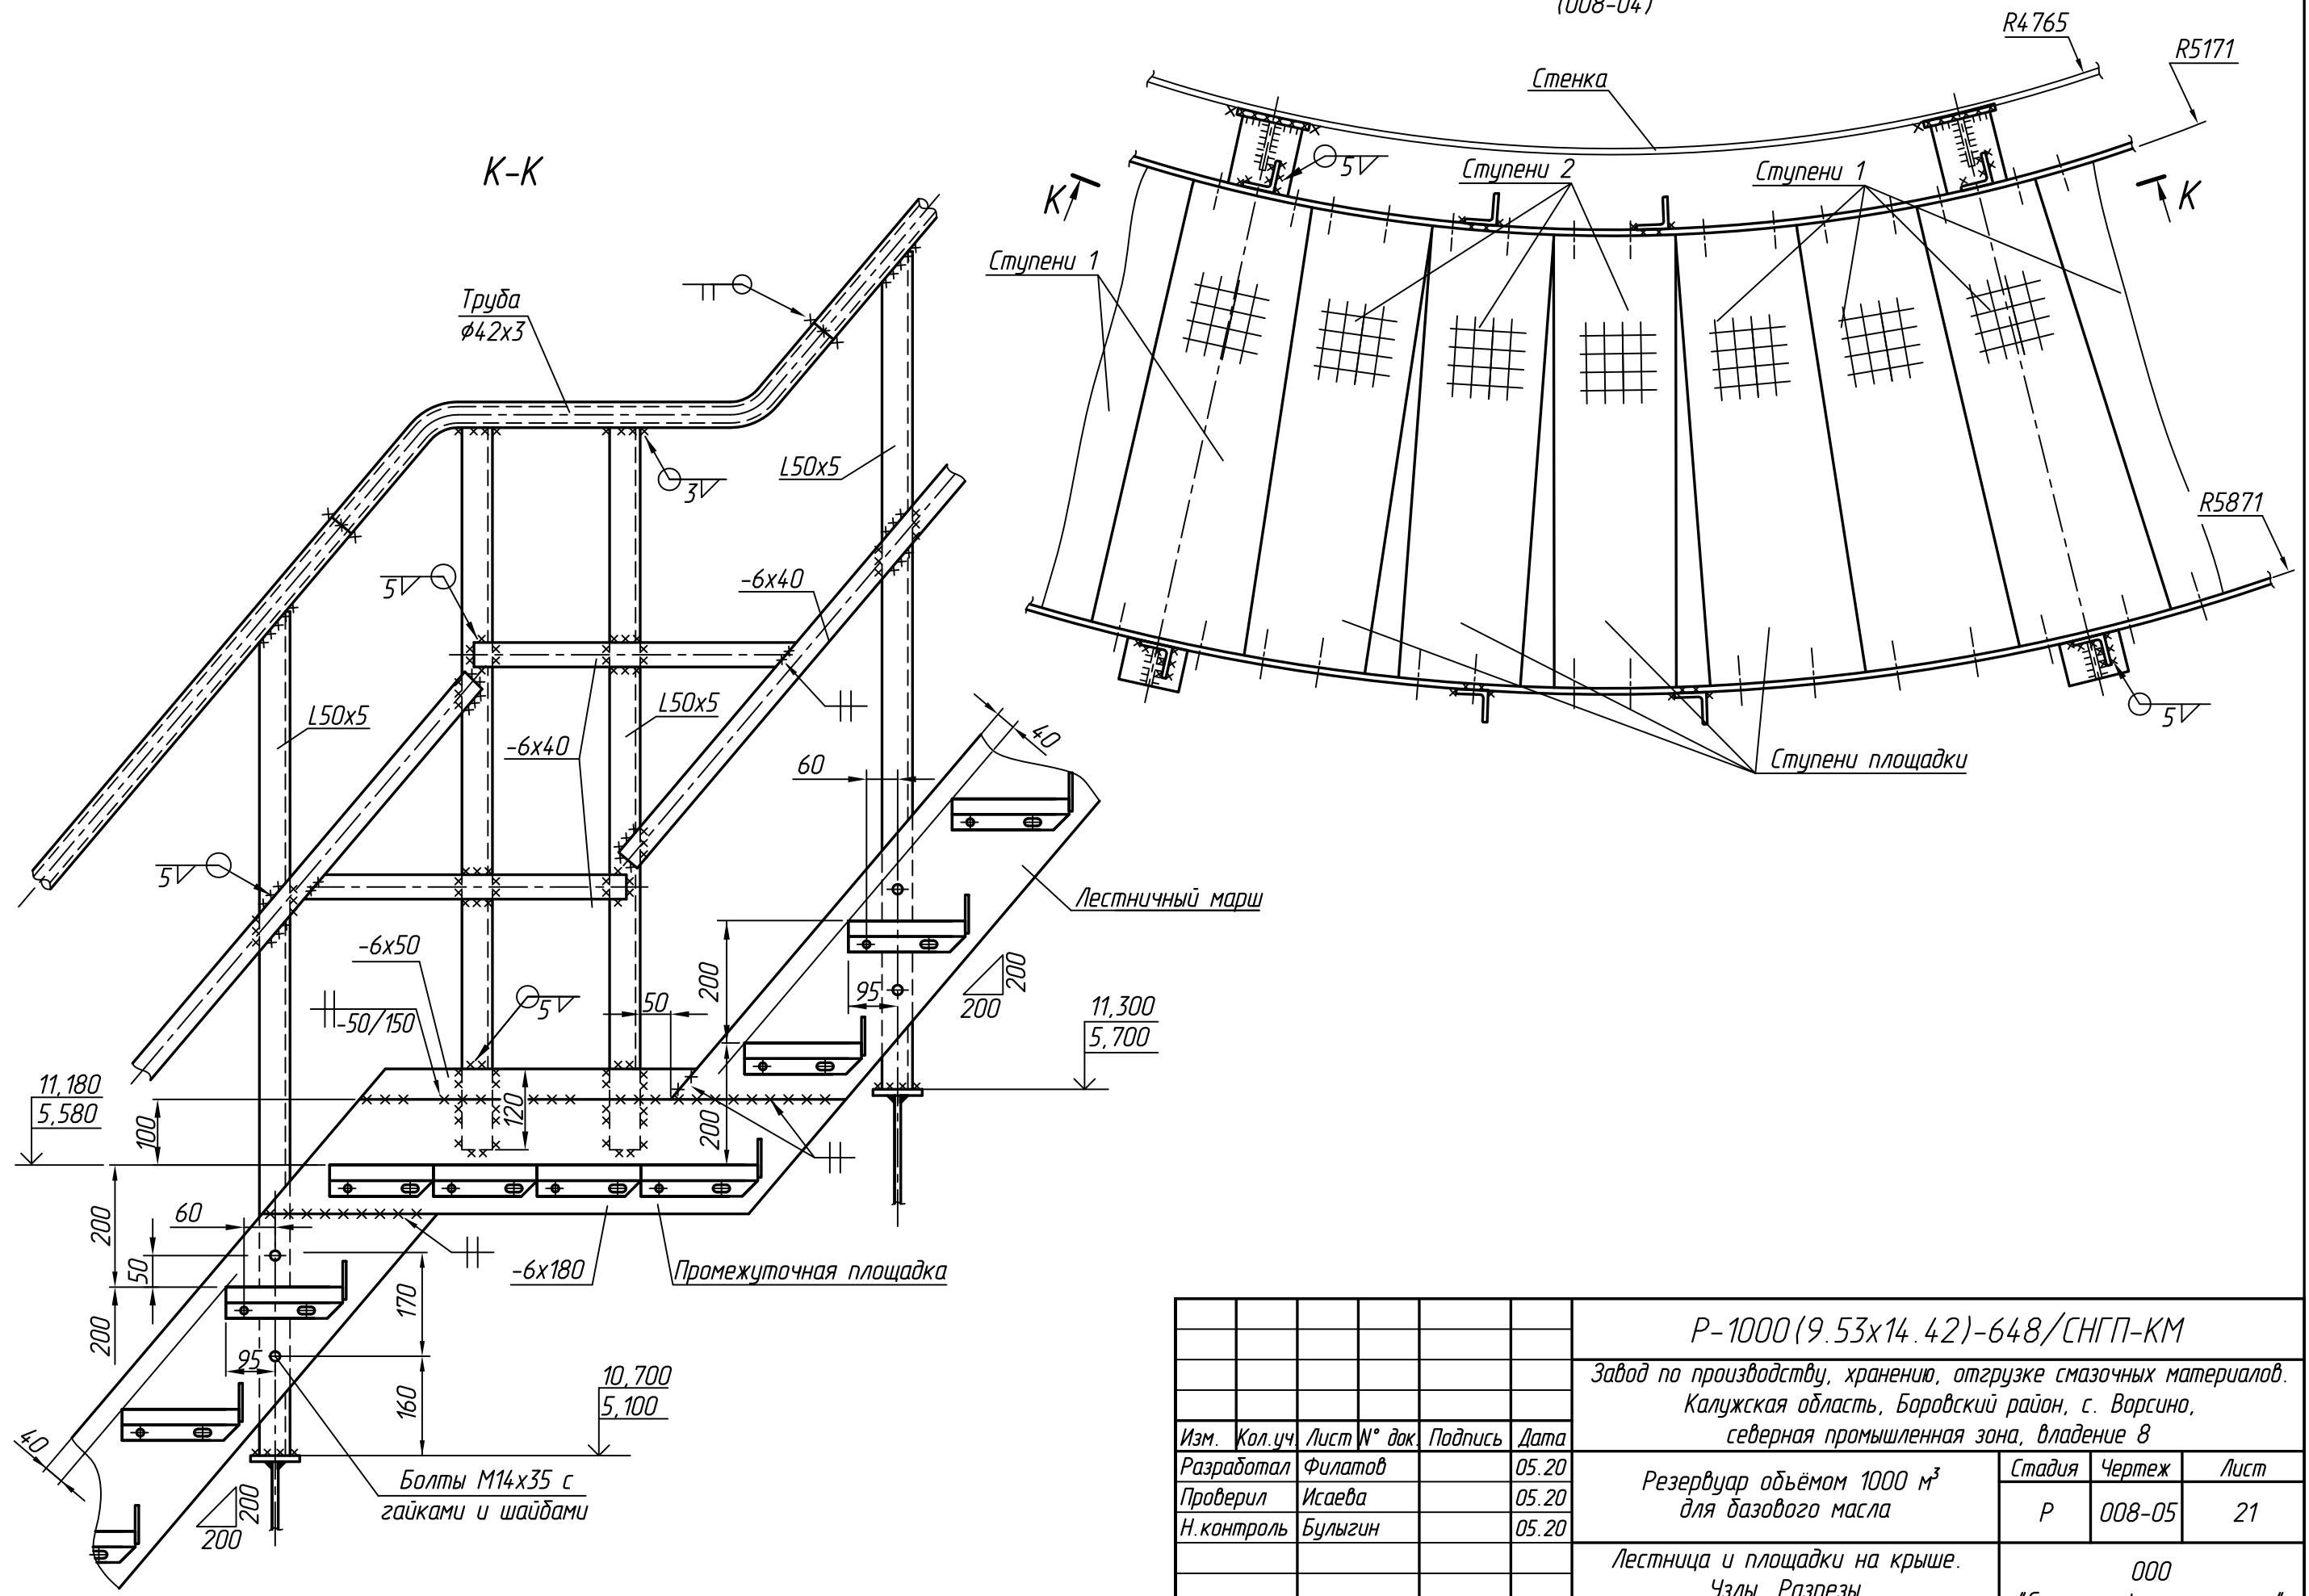 (008-04)
R4765
R5171
Стенка
К-К
К
5
Ступени 2
Ступени 1
К
Ступени 1
Труба
ϕ42x3
3
L50x5
R5871
5
-6x40
L50x5
L50x5
-6x40
5
40
60
5
Ступени площадки
5
Лестничный марш
-6x50
-50/150
5
50
200
95
200
200
11,300
5,700
11,180
5,580
100
120
200
200
60
50
-6x180
Промежуточная площадка
170
200
95
160
10,700
5,100
40
Болты М14x35 с
гайками и шайбами
200
200
Р-1000(9.53x14.42)-648/СНГП-КМ
Завод по производству, хранению, отгрузке смазочных материалов.
Калужская область, Боровский район, с. Ворсино,
северная промышленная зона, владение 8
Изм. Кол.уч. Лист N° док. Подпись Дата
Разработал Филатов 05.20
Проверил Исаева 05.20
Н.контроль Булыгин 05.20
Резервуар объёмом 1000 м³
для базового масла
Стадия Чертеж Лист
Р 008-05 21
Лестница и площадки на крыше.
Узлы. Разрезы
ООО